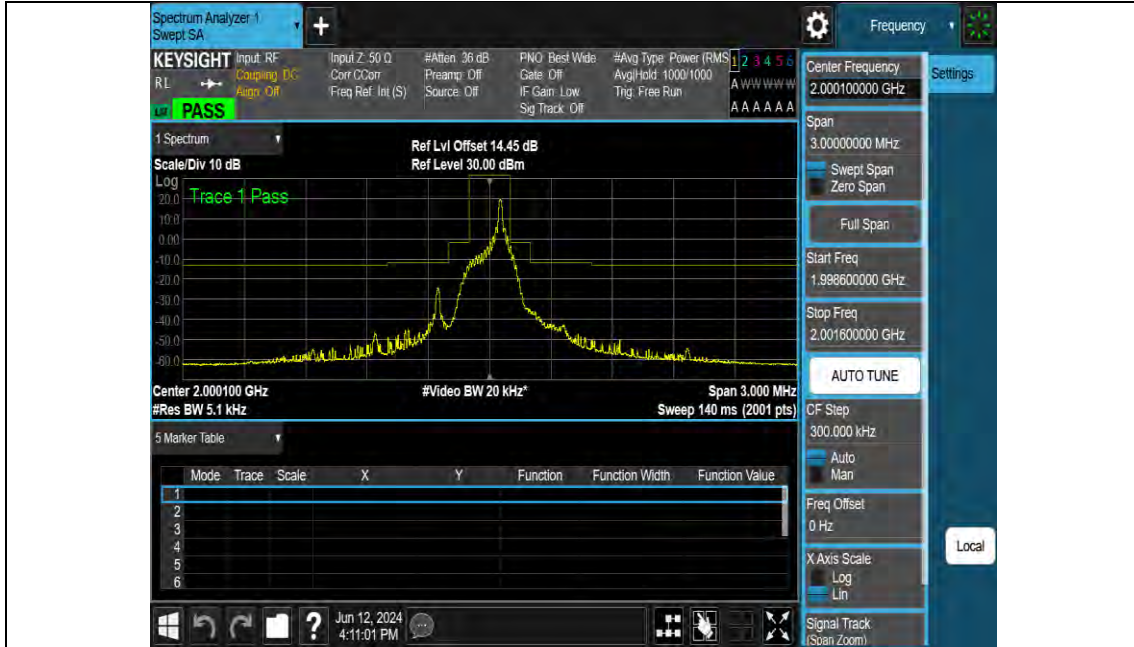 Spectrum Analyzer 1
Swept SA
+
Frequency
KEYSIGHT
Input: RF
Coupling: DC
Align: Off
Input Z: 50 Ω
Corr CCorr
Freq Ref: Int (S)
#Atten: 36 dB
Preamp: Off
Source: Off
PNO: Best Wide
Gate: Off
IF Gain: Low
Sig Track: Off
#Avg Type: Power (RMS
Avg|Hold: 1000/1000
Trig: Free Run
1 2 3 4 5 6
A W W W W W
A A A A A A
RL
PASS
1 Spectrum
Scale/Div 10 dB
Ref Lvl Offset 14.45 dB
Ref Level 30.00 dBm
Log
Trace 1 Pass
20.0
10.0
0.00
-10.0
-20.0
-30.0
-40.0
-50.0
-60.0
Center 2.000100 GHz
#Video BW 20 kHz*
Span 3.000 MHz
#Res BW 5.1 kHz
Sweep 140 ms (2001 pts)
5 Marker Table
Mode Trace Scale X Y Function Function Width Function Value
1
2
3
4
5
6
Jun 12, 2024
4:11:01 PM
Center Frequency
2.000100000 GHz
Settings
Span
3.00000000 MHz
Swept Span
Zero Span
Full Span
Start Freq
1.998600000 GHz
Stop Freq
2.001600000 GHz
AUTO TUNE
CF Step
300.000 kHz
Auto
Man
Freq Offset
0 Hz
X Axis Scale
Log
Lin
Local
Signal Track
(Span Zoom)